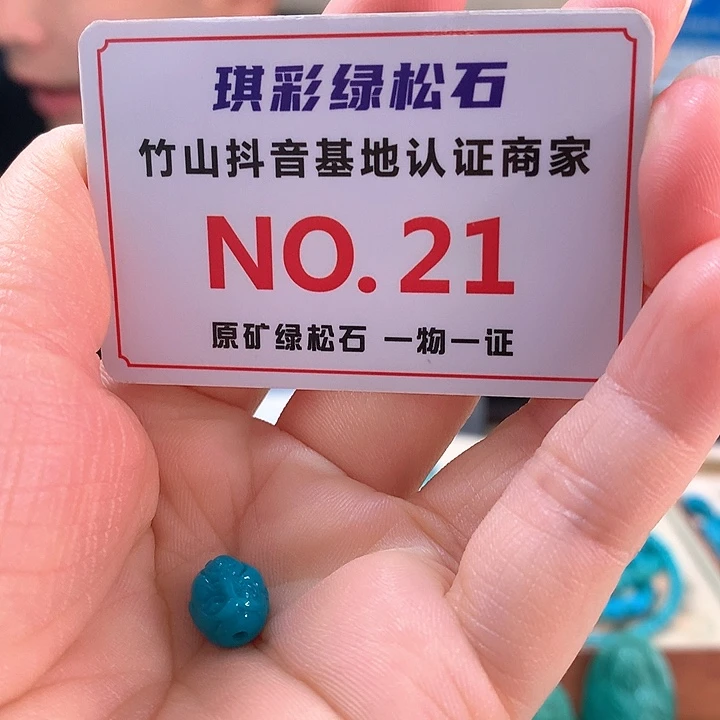 琪彩绿松石
竹山抖音基地认证商家
NO.21
原矿绿松石 一物一证